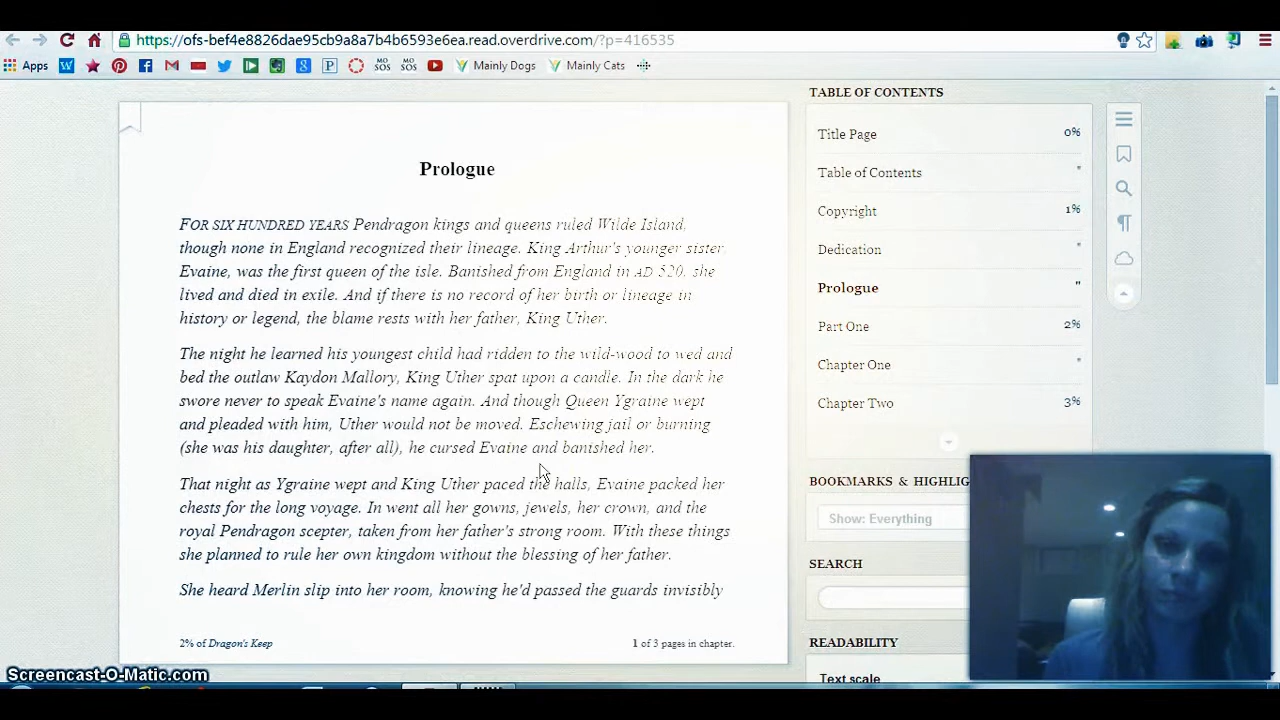 https://ofs-bef4e8826dae95cb9a8a7b4b6593e6ea.read.overdrive.com/?p=416535
Apps
MO SOS
MO SOS
Mainly Dogs
Mainly Cats
Prologue
FOR SIX HUNDRED YEARS Pendragon kings and queens ruled Wilde Island,
though none in England recognized their lineage. King Arthur's younger sister
Evaine, was the first queen of the isle. Banished from England in AD 520, she
lived and died in exile. And if there is no record of her birth or lineage in
history or legend, the blame rests with her father, King Uther.
The night he learned his youngest child had ridden to the wild-wood to wed and
bed the outlaw Kaydon Mallory, King Uther spat upon a candle. In the dark he
swore never to speak Evaine's name again. And though Queen Ygraine wept
and pleaded with him, Uther would not be moved. Eschewing jail or burning
(she was his daughter, after all), he cursed Evaine and banished her.
That night as Ygraine wept and King Uther paced the halls, Evaine packed her
chests for the long voyage. In went all her gowns, jewels, her crown, and the
royal Pendragon scepter, taken from her father's strong room. With these things
she planned to rule her own kingdom without the blessing of her father.
She heard Merlin slip into her room, knowing he'd passed the guards invisibly
2% of Dragon's Keep
1 of 3 pages in chapter.
TABLE OF CONTENTS
Title Page 0%
Table of Contents "
Copyright 1%
Dedication "
Prologue "
Part One 2%
Chapter One "
Chapter Two 3%
BOOKMARKS & HIGHLIG
Show: Everything
SEARCH
READABILITY
Text scale
Screencast-O-Matic.com